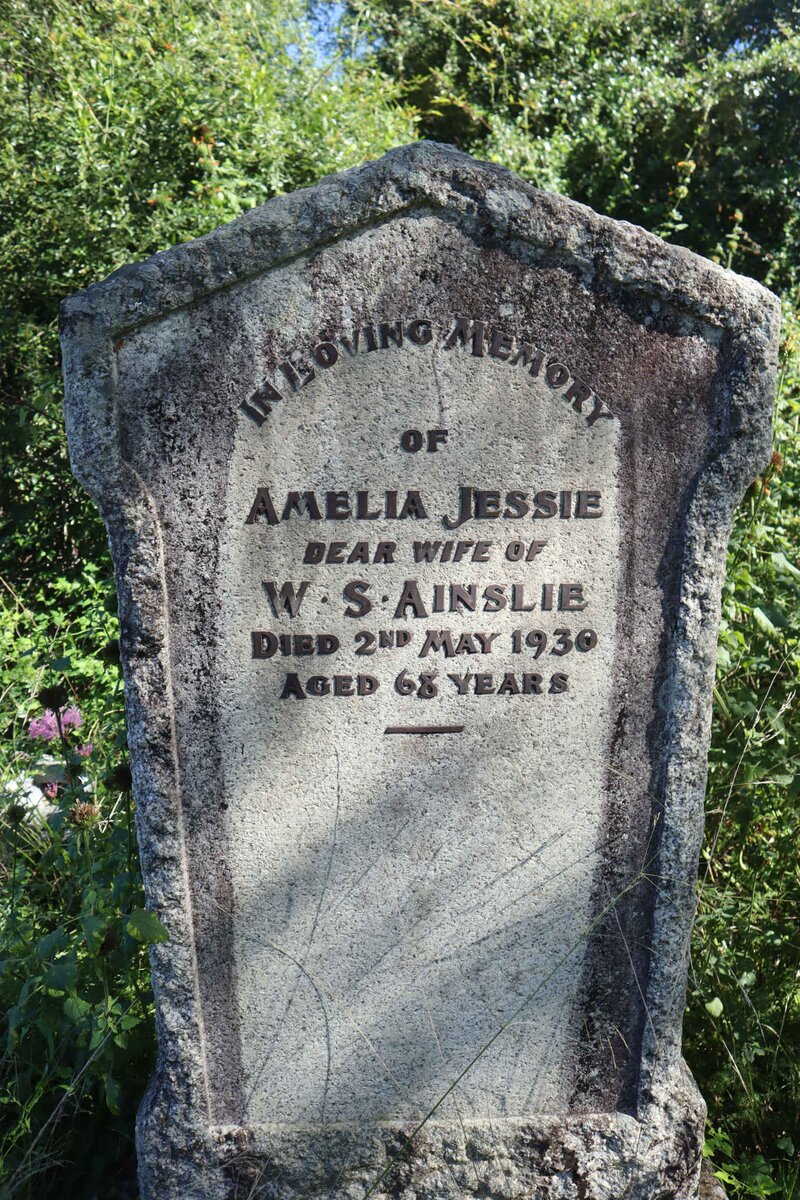 IN LOVING MEMORY
OF
AMELIA JESSIE
DEAR WIFE OF
W·S·AINSLIE
DIED 2ND MAY 1930
AGED 68 YEARS